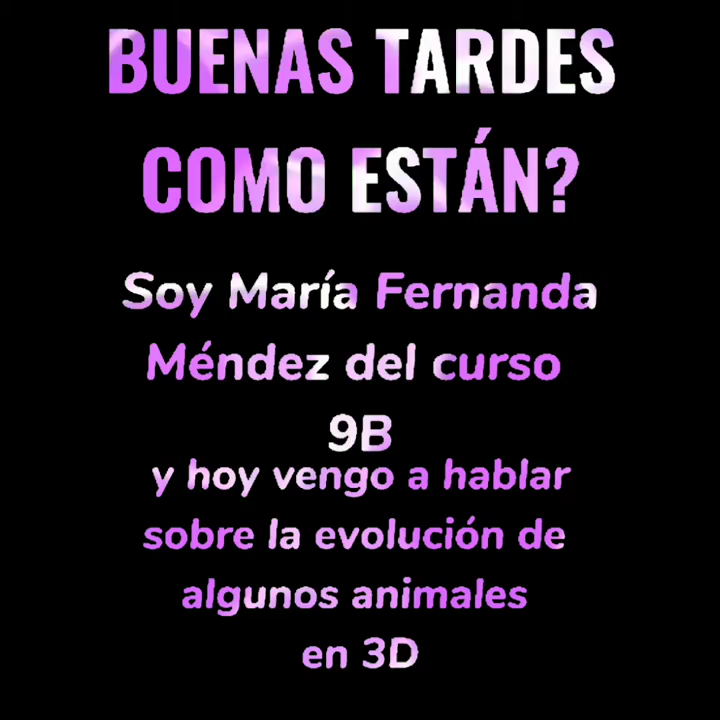 BUENAS TARDES
COMO ESTÁN?
Soy María Fernanda
Méndez del curso
9B
y hoy vengo a hablar
sobre la evolución de
algunos animales
en 3D